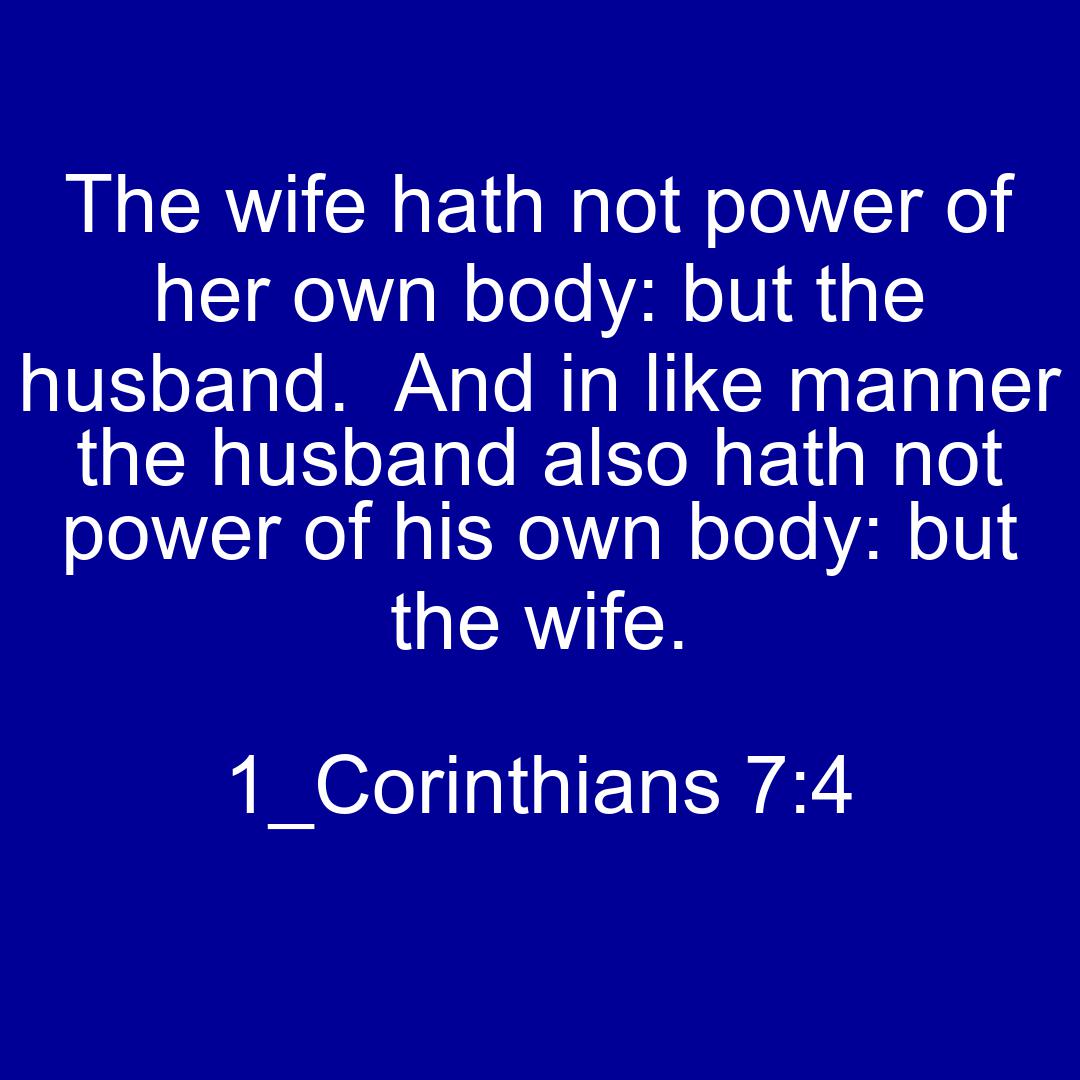 The wife hath not power of
her own body: but the
husband.  And in like manner
the husband also hath not
power of his own body: but
the wife.
1_Corinthians 7:4